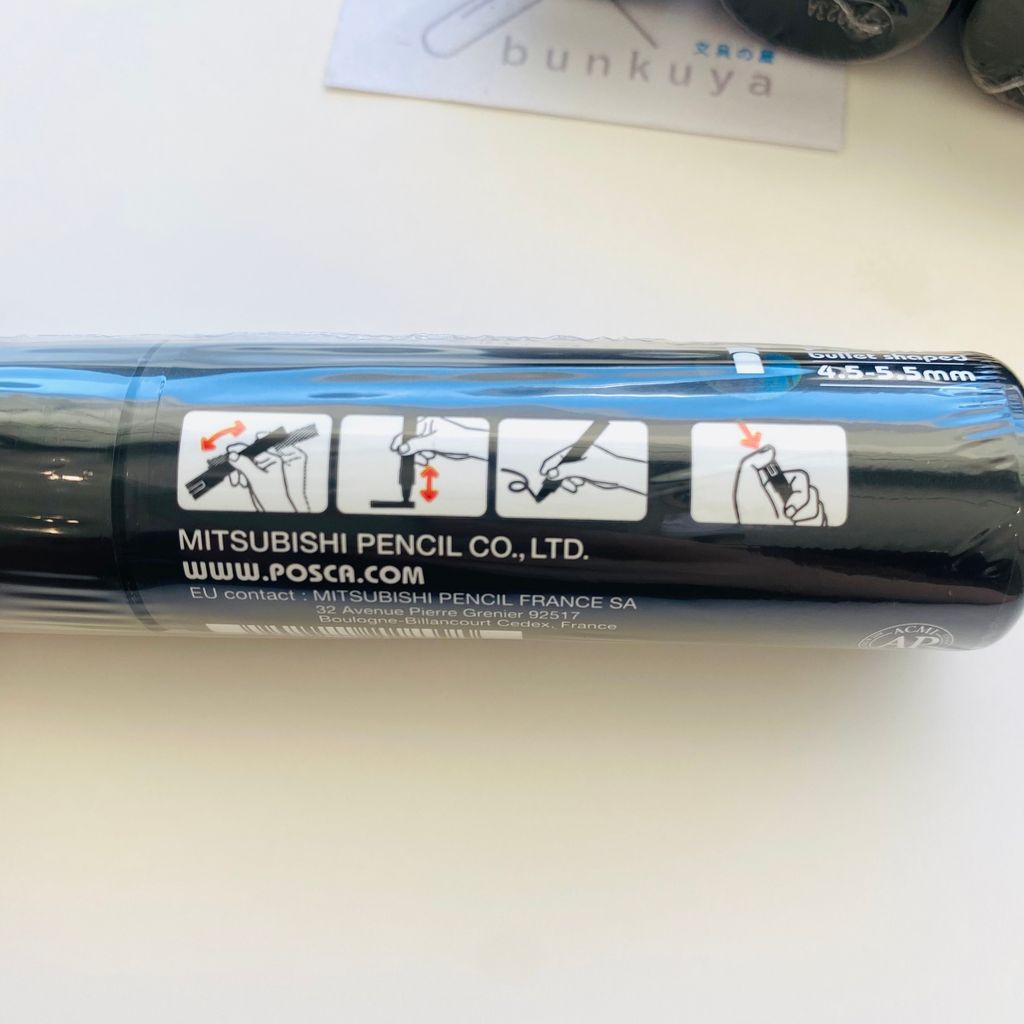 文具の屋
bunkuya
bullet shaped
4.5-5.5mm
MITSUBISHI PENCIL CO., LTD.
WWW.POSCA.COM
EU contact : MITSUBISHI PENCIL FRANCE SA
32 Avenue Pierre Grenier 92517
Boulogne-Billancourt Cedex, France
ACMI
AP